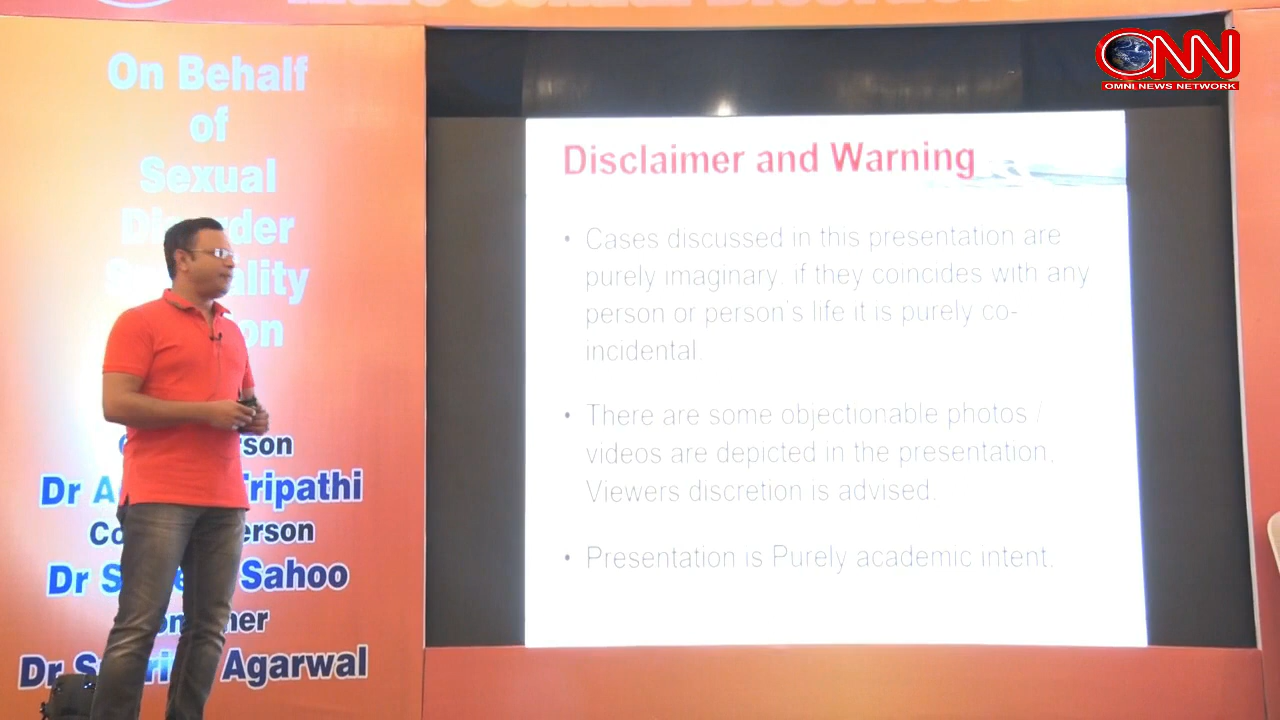 Male Sexual Disorders
ONN
OMNI NEWS NETWORK
On Behalf
of
Sexual
Disclaimer and Warning
• Cases discussed in this presentation are
purely imaginary, if they coincides with any
person or person's life it is purely co-
incidental.
• There are some objectionable photos /
videos are depicted in the presentation,
Viewers discretion is advised.
• Presentation is Purely academic intent.
Dr Tripathi
Dr Sahoo
Dr Agarwal